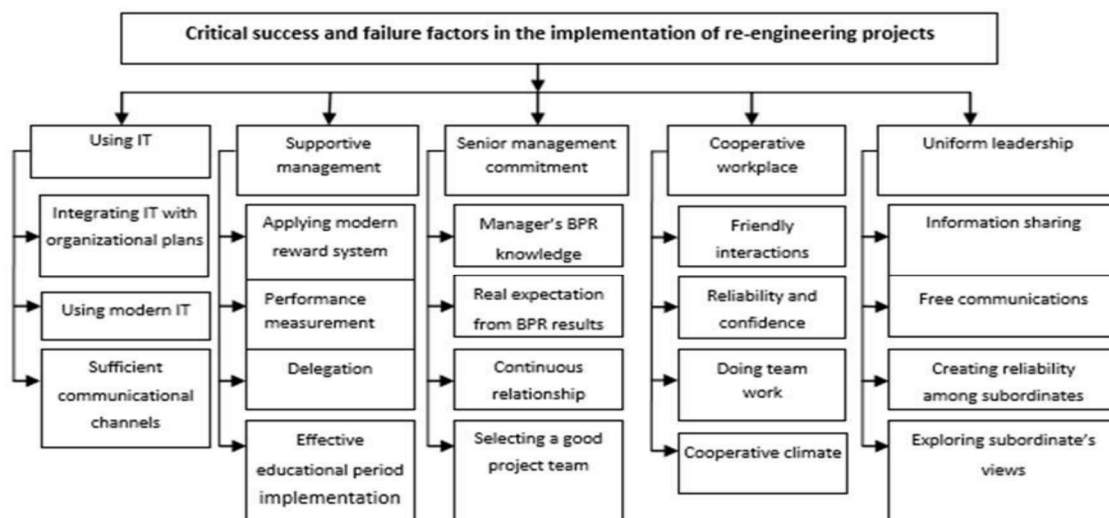 Critical success and failure factors in the implementation of re-engineering projects
Using IT
Integrating IT with
organizational plans
Using modern IT
Sufficient
communicational
channels
Supportive
management
Applying modern
reward system
Performance
measurement
Delegation
Effective
educational period
implementation
Senior management
commitment
Manager's BPR
knowledge
Real expectation
from BPR results
Continuous
relationship
Selecting a good
project team
Cooperative
workplace
Friendly
interactions
Reliability and
confidence
Doing team
work
Cooperative climate
Uniform leadership
Information sharing
Free communications
Creating reliability
among subordinates
Exploring subordinate's
views